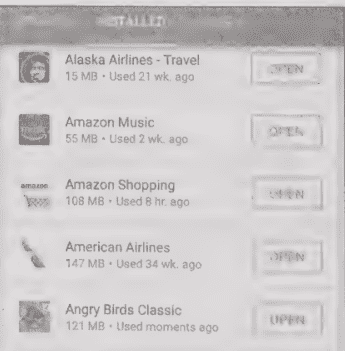 INSTALLED
Alaska Airlines - Travel
15 MB • Used 21 wk. ago
OPEN
Amazon Music
55 MB • Used 2 wk. ago
OPEN
amazon
Amazon Shopping
108 MB • Used 8 hr. ago
OPEN
American Airlines
147 MB • Used 34 wk. ago
OPEN
Angry Birds Classic
121 MB • Used moments ago
OPEN